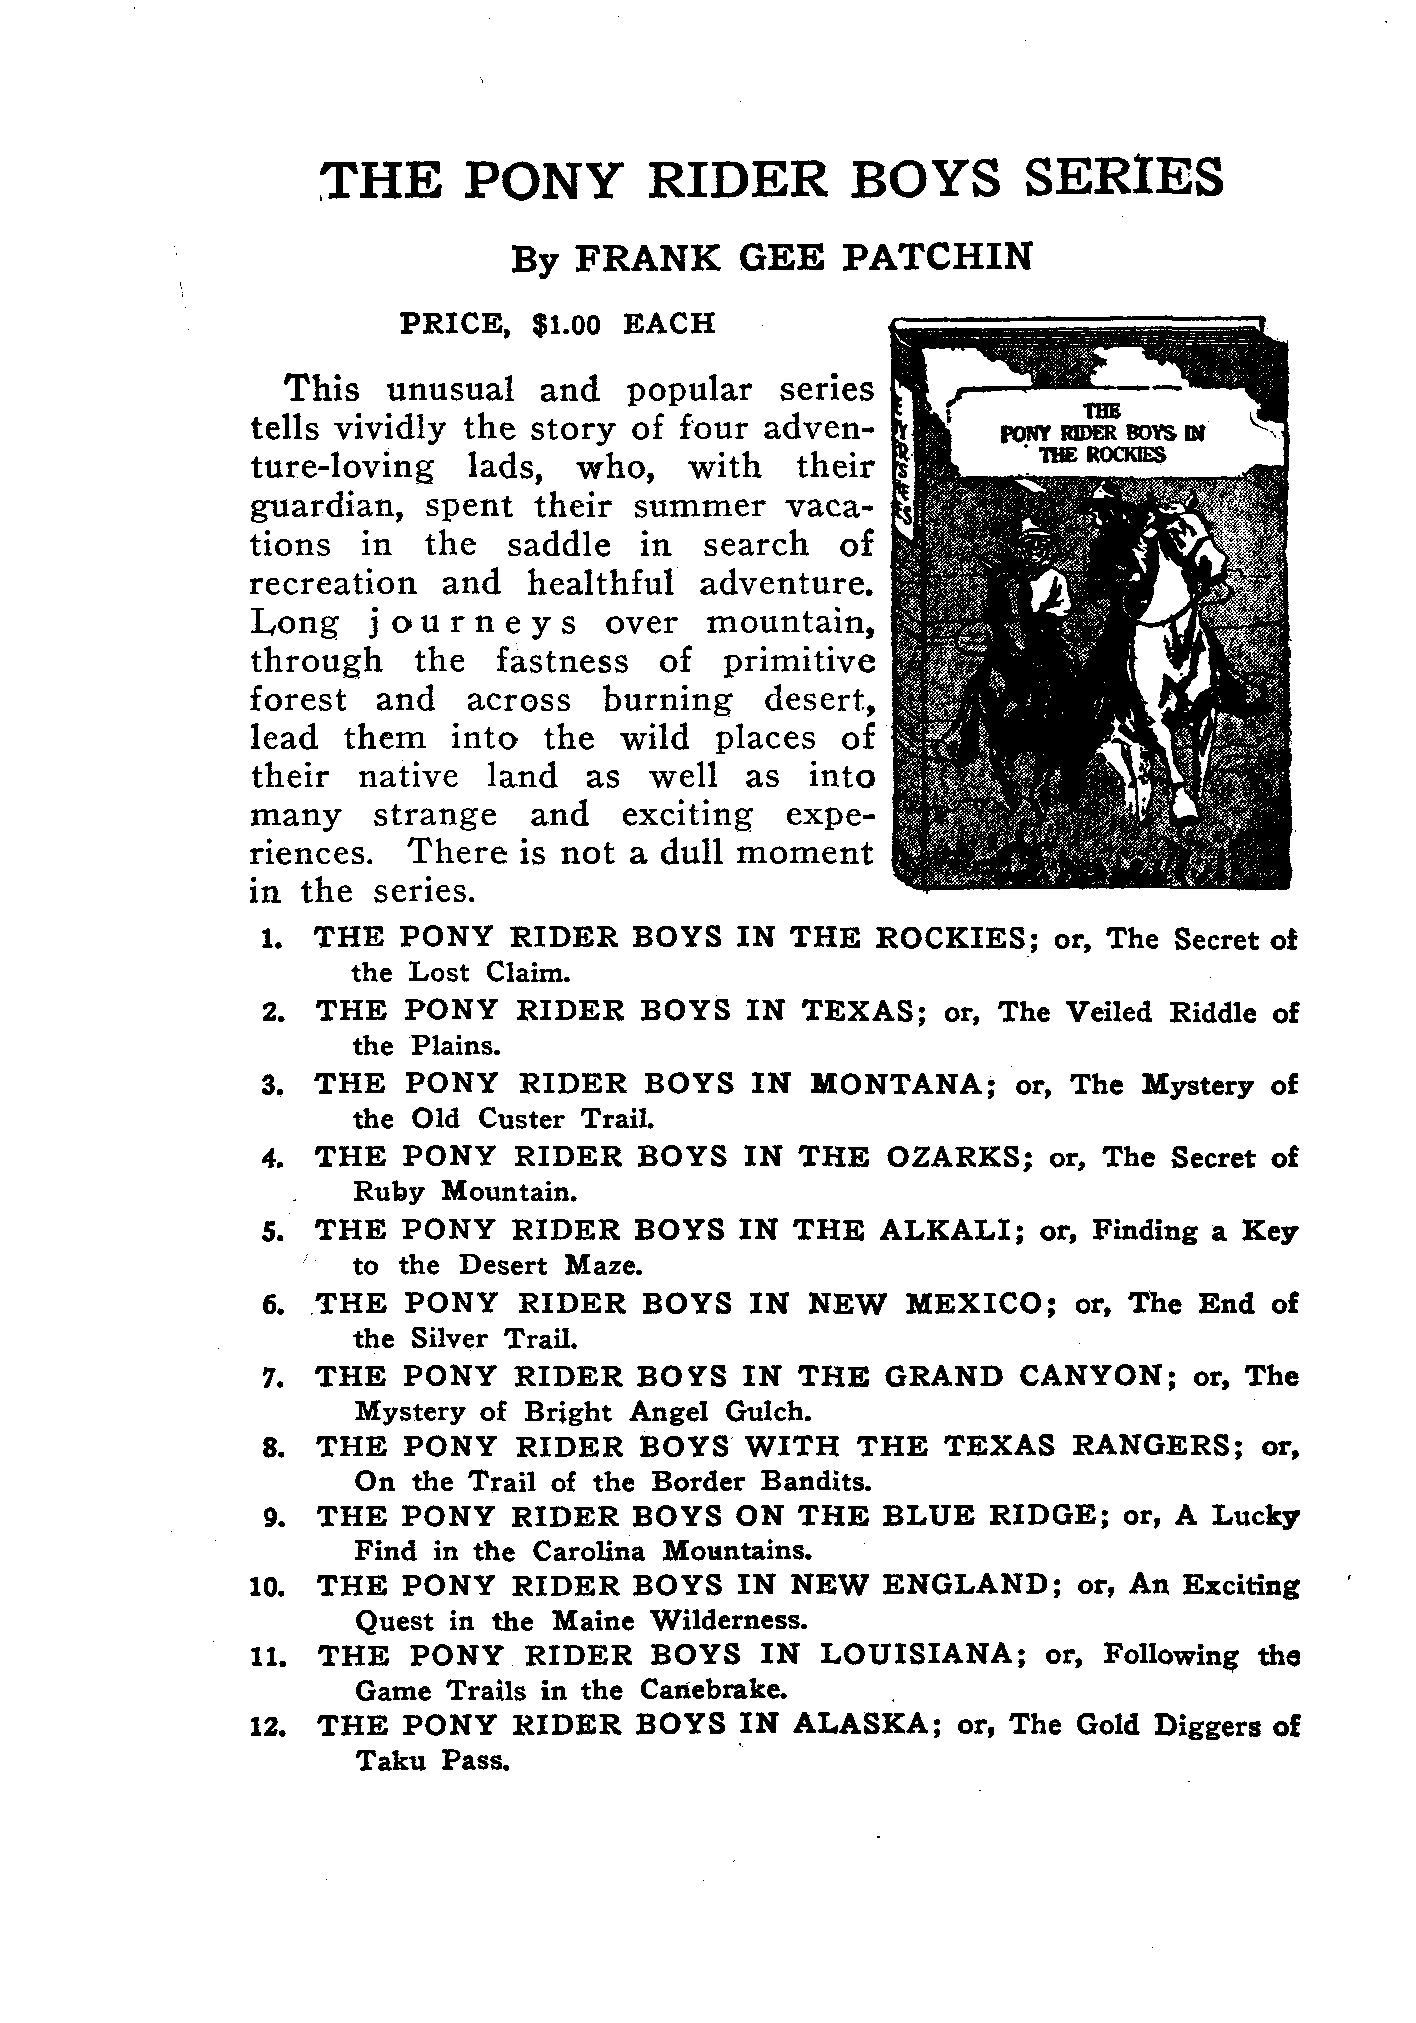 THE PONY RIDER BOYS SERIES
By FRANK GEE PATCHIN
PRICE, $1.00 EACH
This unusual and popular series
tells vividly the story of four adven-
ture-loving lads, who, with their
guardian, spent their summer vaca-
tions in the saddle in search of
recreation and healthful adventure.
Long journeys over mountain,
through the fastness of primitive
forest and across burning desert,
lead them into the wild places of
their native land as well as into
many strange and exciting expe-
riences. There is not a dull moment
in the series.
THE
PONY RIDER BOYS IN
THE ROCKIES
1. THE PONY RIDER BOYS IN THE ROCKIES; or, The Secret of
the Lost Claim.
2. THE PONY RIDER BOYS IN TEXAS; or, The Veiled Riddle of
the Plains.
3. THE PONY RIDER BOYS IN MONTANA; or, The Mystery of
the Old Custer Trail.
4. THE PONY RIDER BOYS IN THE OZARKS; or, The Secret of
Ruby Mountain.
5. THE PONY RIDER BOYS IN THE ALKALI; or, Finding a Key
to the Desert Maze.
6. THE PONY RIDER BOYS IN NEW MEXICO; or, The End of
the Silver Trail.
7. THE PONY RIDER BOYS IN THE GRAND CANYON; or, The
Mystery of Bright Angel Gulch.
8. THE PONY RIDER BOYS WITH THE TEXAS RANGERS; or,
On the Trail of the Border Bandits.
9. THE PONY RIDER BOYS ON THE BLUE RIDGE; or, A Lucky
Find in the Carolina Mountains.
10. THE PONY RIDER BOYS IN NEW ENGLAND; or, An Exciting
Quest in the Maine Wilderness.
11. THE PONY RIDER BOYS IN LOUISIANA; or, Following the
Game Trails in the Canebrake.
12. THE PONY RIDER BOYS IN ALASKA; or, The Gold Diggers of
Taku Pass.